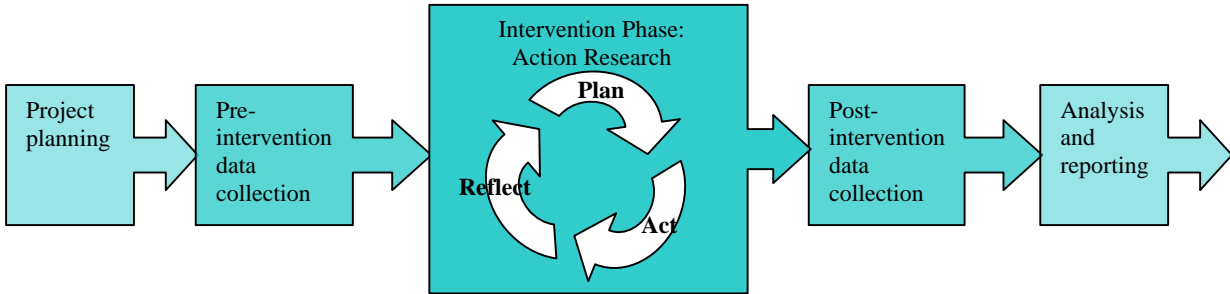 Project
planning
Pre-
intervention
data
collection
Intervention Phase:
Action Research
Plan
Reflect
Act
Post-
intervention
data
collection
Analysis
and
reporting